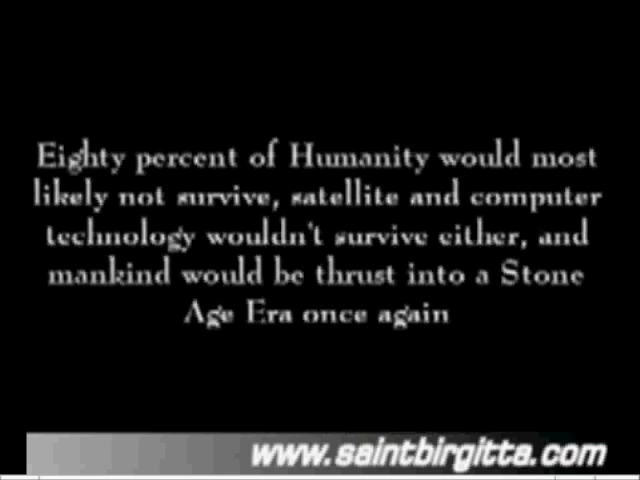 Eighty percent of Humanity would most
likely not survive, satellite and computer
technology wouldn't survive either, and
mankind would be thrust into a Stone
Age Era once again
www.saintbirgitta.com